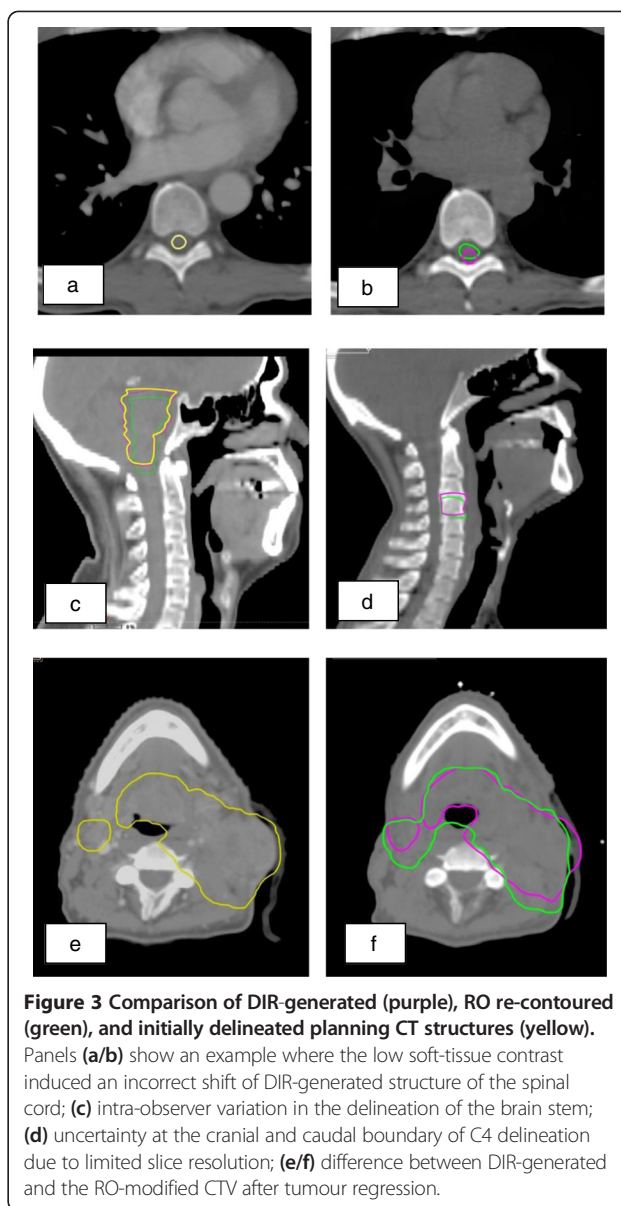 a
b
c
d
e
f
Figure 3 Comparison of DIR-generated (purple), RO re-contoured
(green), and initially delineated planning CT structures (yellow).
Panels (a/b) show an example where the low soft-tissue contrast
induced an incorrect shift of DIR-generated structure of the spinal
cord; (c) intra-observer variation in the delineation of the brain stem;
(d) uncertainty at the cranial and caudal boundary of C4 delineation
due to limited slice resolution; (e/f) difference between DIR-generated
and the RO-modified CTV after tumour regression.